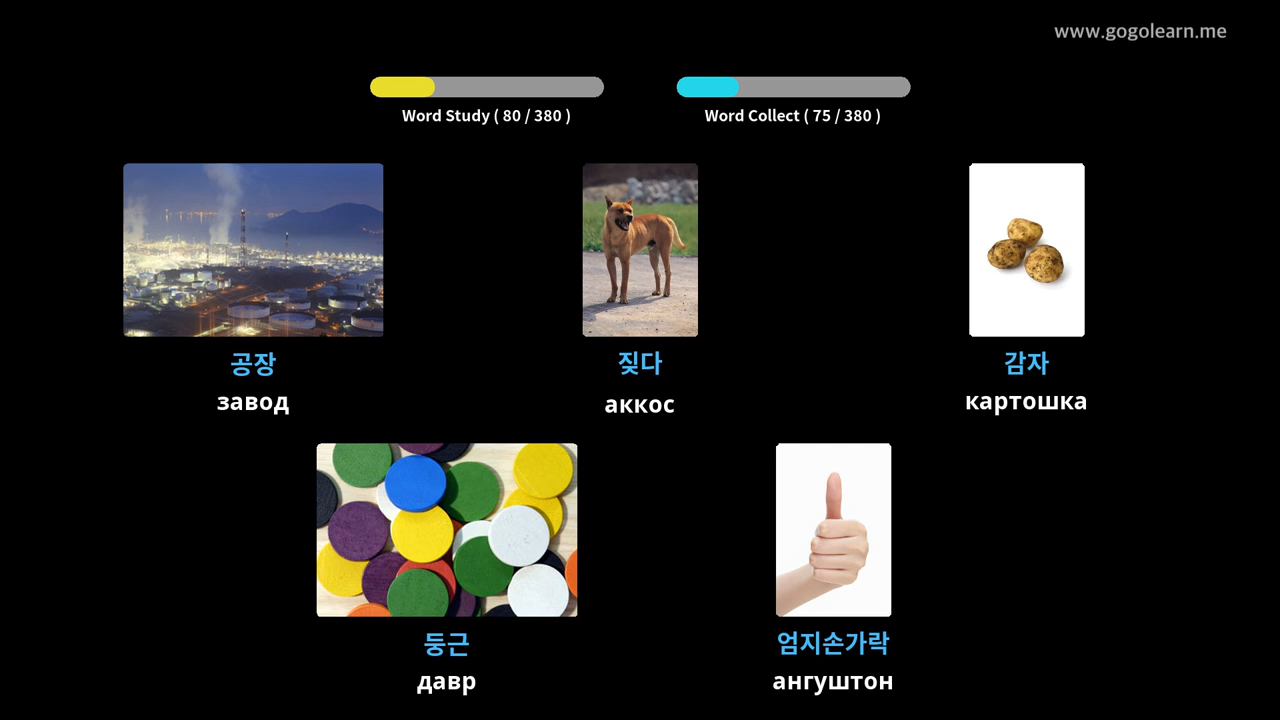 www.gogolearn.me
Word Study ( 80 / 380 )
Word Collect ( 75 / 380 )
공장
завод
짖다
аккос
감자
картошка
둥근
давр
엄지손가락
ангуштон